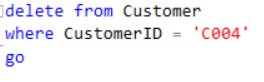 delete from Customer
where CustomerID = 'C004'
go